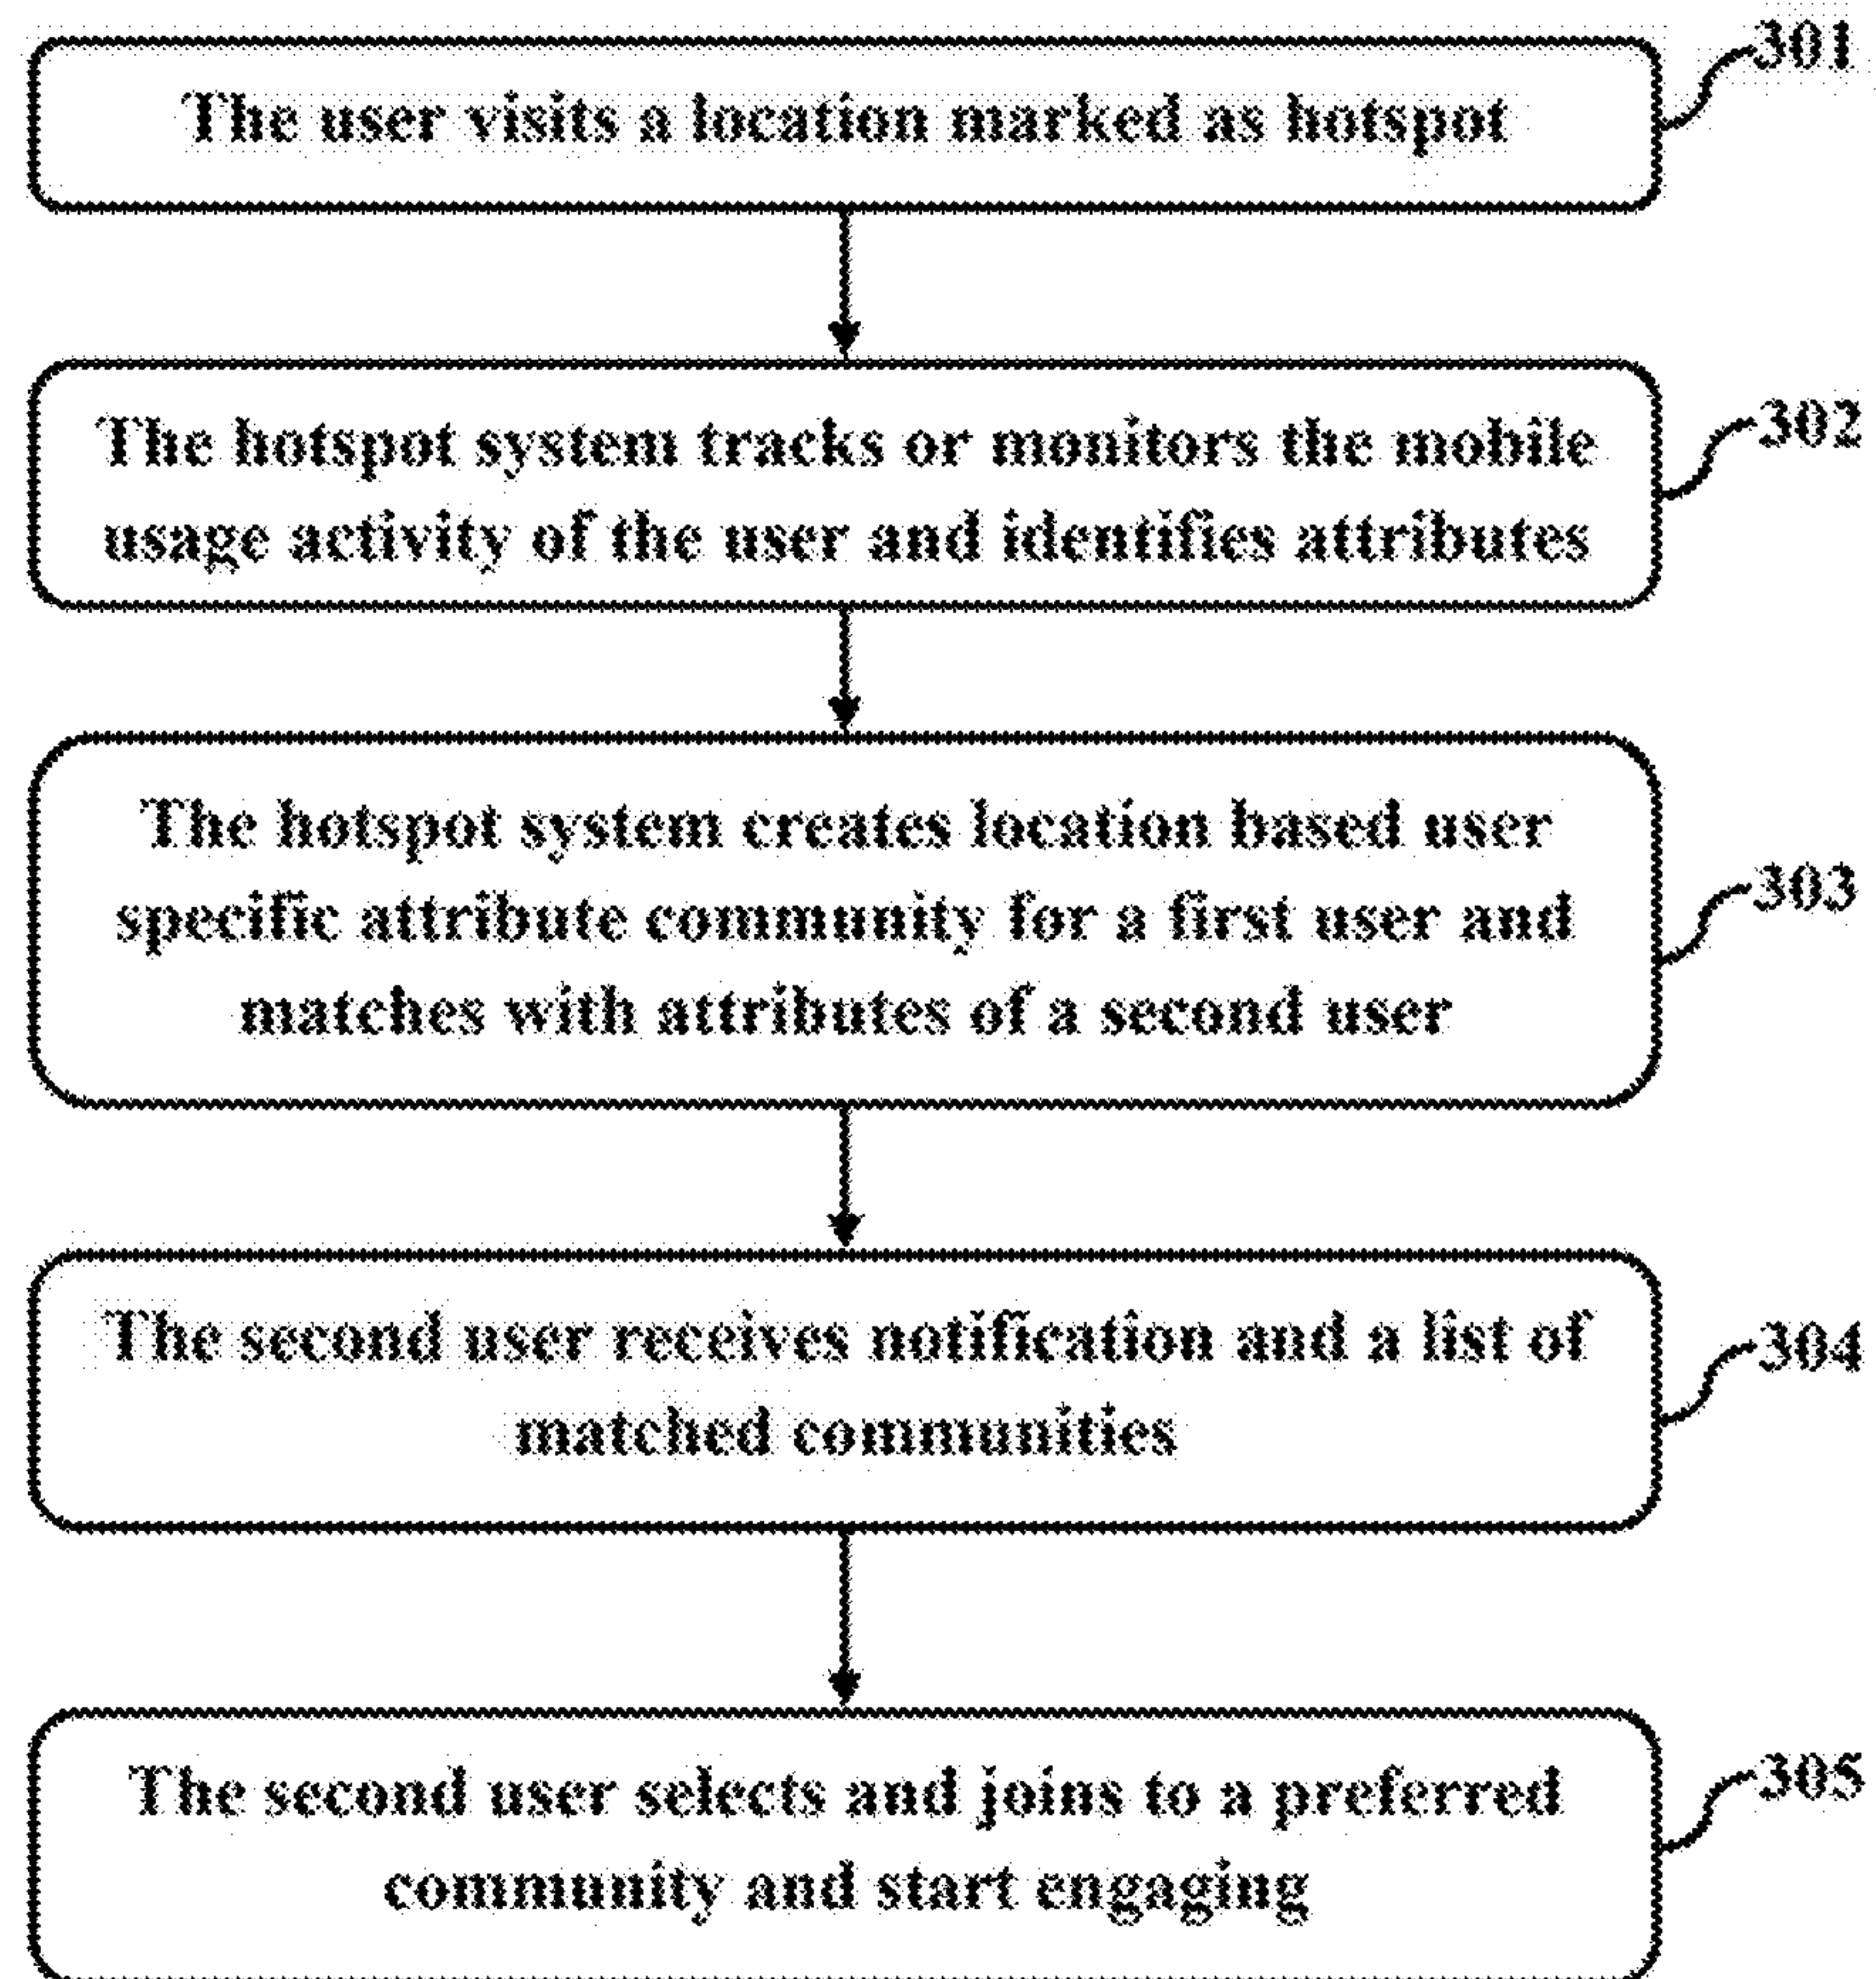 301
The user visits a location marked as hotspot
302
The hotspot system tracks or monitors the mobile
usage activity of the user and identifies attributes
303
The hotspot system creates location based user
specific attribute community for a first user and
matches with attributes of a second user
304
The second user receives notification and a list of
matched communities
305
The second user selects and joins to a preferred
community and start engaging